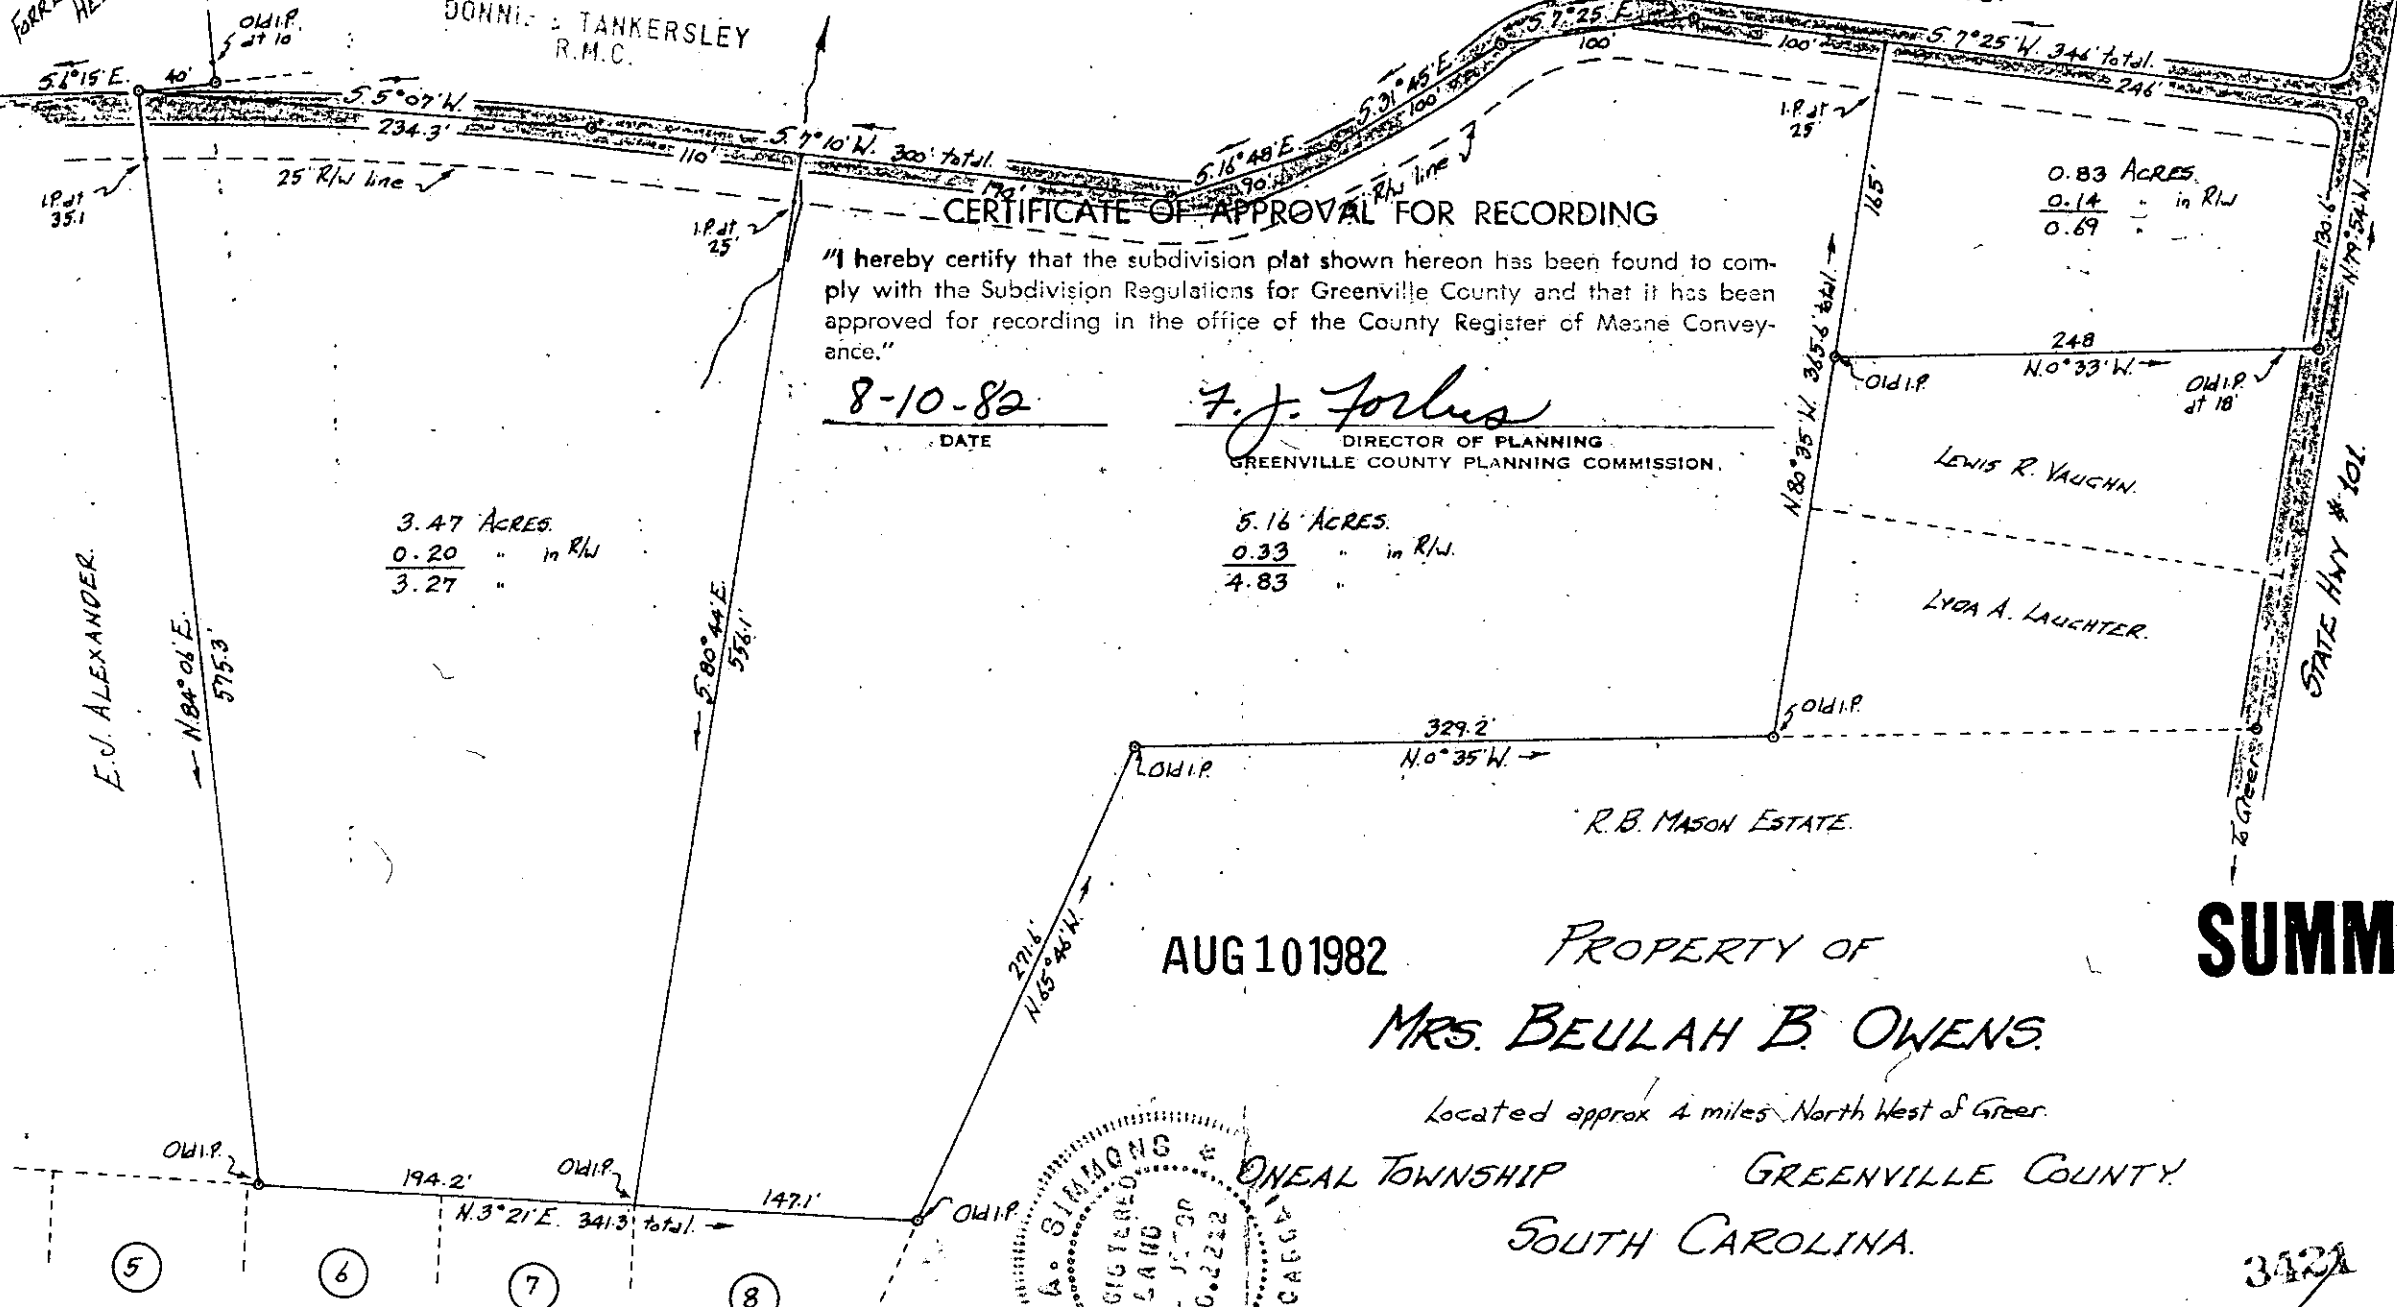 Old I.P.
at 10'
TANKERSLEY
R.M.C.
S.6°15'E.
40'
S.5°07'W.
234.3'
S.7°10'W. 300' total.
110'
170'
S.16°48'E.
90'
S.31°45'E.
100'
S.7°25'E.
100'
S.7°25'W. 346' total.
100'
246'
I.P. at
35.1
25' R/W line
I.P. at
25'
R/W line
I.P. at
25'
165'
0.83 ACRES.
0.14 " in R/W
0.69 "
130.6'
N.79°54'W.
CERTIFICATE OF APPROVAL FOR RECORDING
"I hereby certify that the subdivision plat shown hereon has been found to com-
ply with the Subdivision Regulations for Greenville County and that it has been
approved for recording in the office of the County Register of Mesne Convey-
ance."
8-10-82
DATE
F. J. Forbes
DIRECTOR OF PLANNING
GREENVILLE COUNTY PLANNING COMMISSION.
N.80°35'W. 365.6' total.
248
N.0°33'W.
Old I.P.
Old I.P.
at 18'
LEWIS R. VAUGHN.
LYDA A. LAUGHTER.
STATE HWY # 101.
To Greer
3.47 ACRES.
0.20 " in R/W
3.27 "
5.16 ACRES.
0.33 " in R/W.
4.83 "
E.J. ALEXANDER.
N.84°06'E.
575.3'
S.80°44'E.
556.1'
329.2'
N.0°35'W.
Old I.P.
Old I.P.
R.B. MASON ESTATE.
271.6'
N.65°46'W.
AUG 10 1982
PROPERTY OF
SUMM
MRS. BEULAH B. OWENS.
Located approx 4 miles North West of Greer.
ONEAL TOWNSHIP GREENVILLE COUNTY.
SOUTH CAROLINA.
Old I.P.
194.2'
Old I.P.
147.1'
Old I.P.
N.3°21'E. 341.3' total.
5
6
7
8
A. SIMMONS
LAND
2212